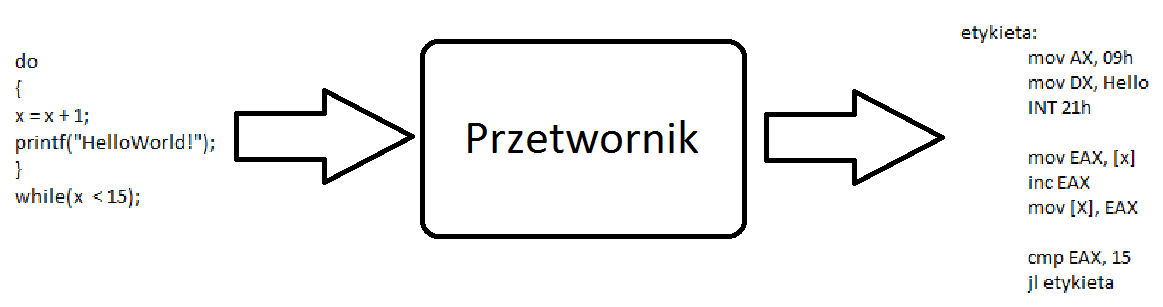 do
{
x = x + 1;
printf("HelloWorld!");
}
while(x < 15);
Przetwornik
etykieta:
mov AX, 09h
mov DX, Hello
INT 21h
mov EAX, [x]
inc EAX
mov [X], EAX
cmp EAX, 15
jl etykieta